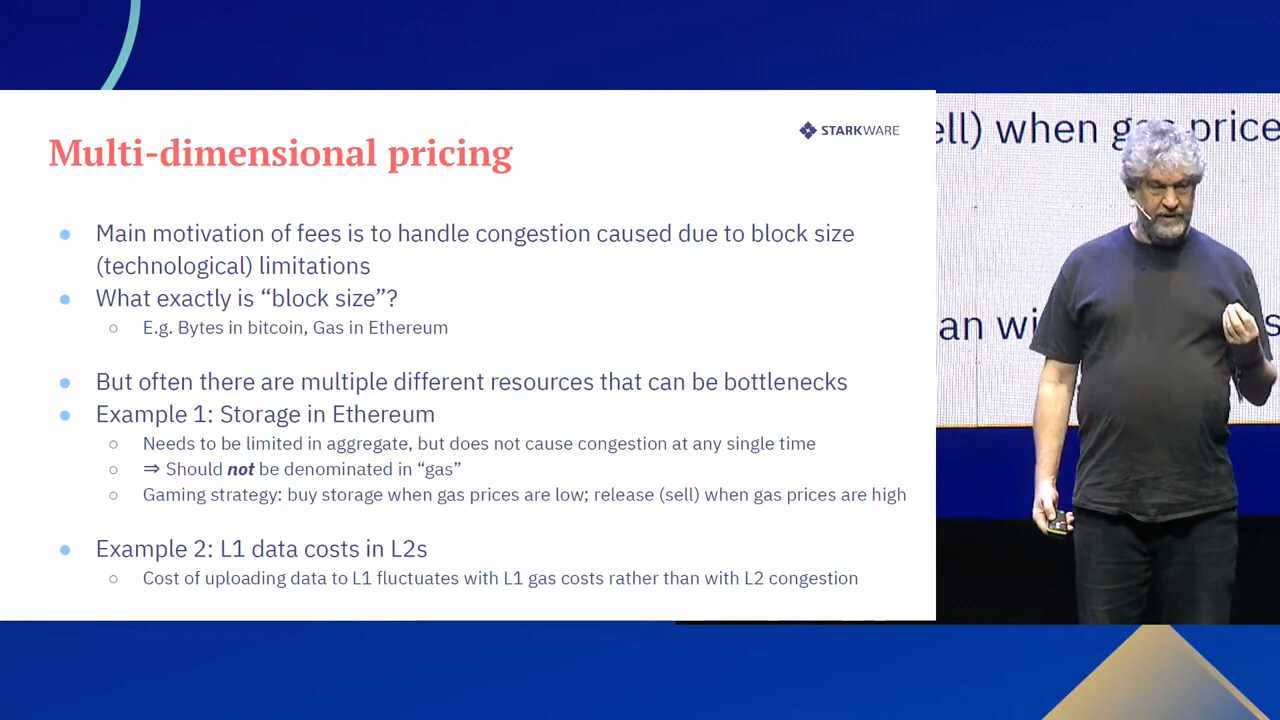 STARKWARE
Multi-dimensional pricing
● Main motivation of fees is to handle congestion caused due to block size
(technological) limitations
● What exactly is “block size”?
○ E.g. Bytes in bitcoin, Gas in Ethereum
● But often there are multiple different resources that can be bottlenecks
● Example 1: Storage in Ethereum
○ Needs to be limited in aggregate, but does not cause congestion at any single time
○ ⇒ Should not be denominated in “gas”
○ Gaming strategy: buy storage when gas prices are low; release (sell) when gas prices are high
● Example 2: L1 data costs in L2s
○ Cost of uploading data to L1 fluctuates with L1 gas costs rather than with L2 congestion
ell) when gas price